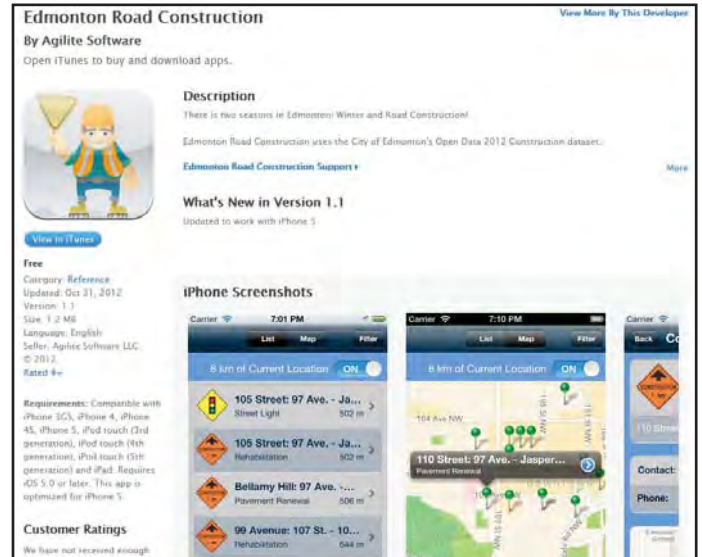 Edmonton Road Construction
View More By This Developer
By Agilite Software
Open iTunes to buy and download apps.
Description
There is two seasons in Edmonton: Winter and Road Construction!
Edmonton Road Construction uses the City of Edmonton's Open Data 2012 Construction dataset.
Edmonton Road Construction Support
More
What's New in Version 1.1
Updated to work with iPhone 5
View in iTunes
Free
Category: Reference
Updated: Oct 31, 2012
Version: 1.1
Size: 1.2 MB
Language: English
Seller: Agilite Software LLC
© 2012
Rated 4+
Requirements: Compatible with
iPhone 3GS, iPhone 4, iPhone
4S, iPhone 5, iPod touch (3rd
generation), iPod touch (4th
generation), iPod touch (5th
generation) and iPad. Requires
iOS 5.0 or later. This app is
optimized for iPhone 5.
Customer Ratings
We have not received enough
iPhone Screenshots
Carrier 7:01 PM
List Map Filter
8 km of Current Location ON
105 Street: 97 Ave. - Ja...
Street Light 502 m
105 Street: 97 Ave. - Ja...
Rehabilitation 502 m
Bellamy Hill: 97 Ave. -...
Pavement Renewal 506 m
99 Avenue: 107 St. - 10...
Rehabilitation 644 m
Carrier 7:10 PM
List Map Filter
8 km of Current Location ON
104 Ave NW
110 Street: 97 Ave. - Jasper...
Pavement Renewal
Carrier
Back Co
CONSTRUCTION
110 Street
Contact:
Phone: